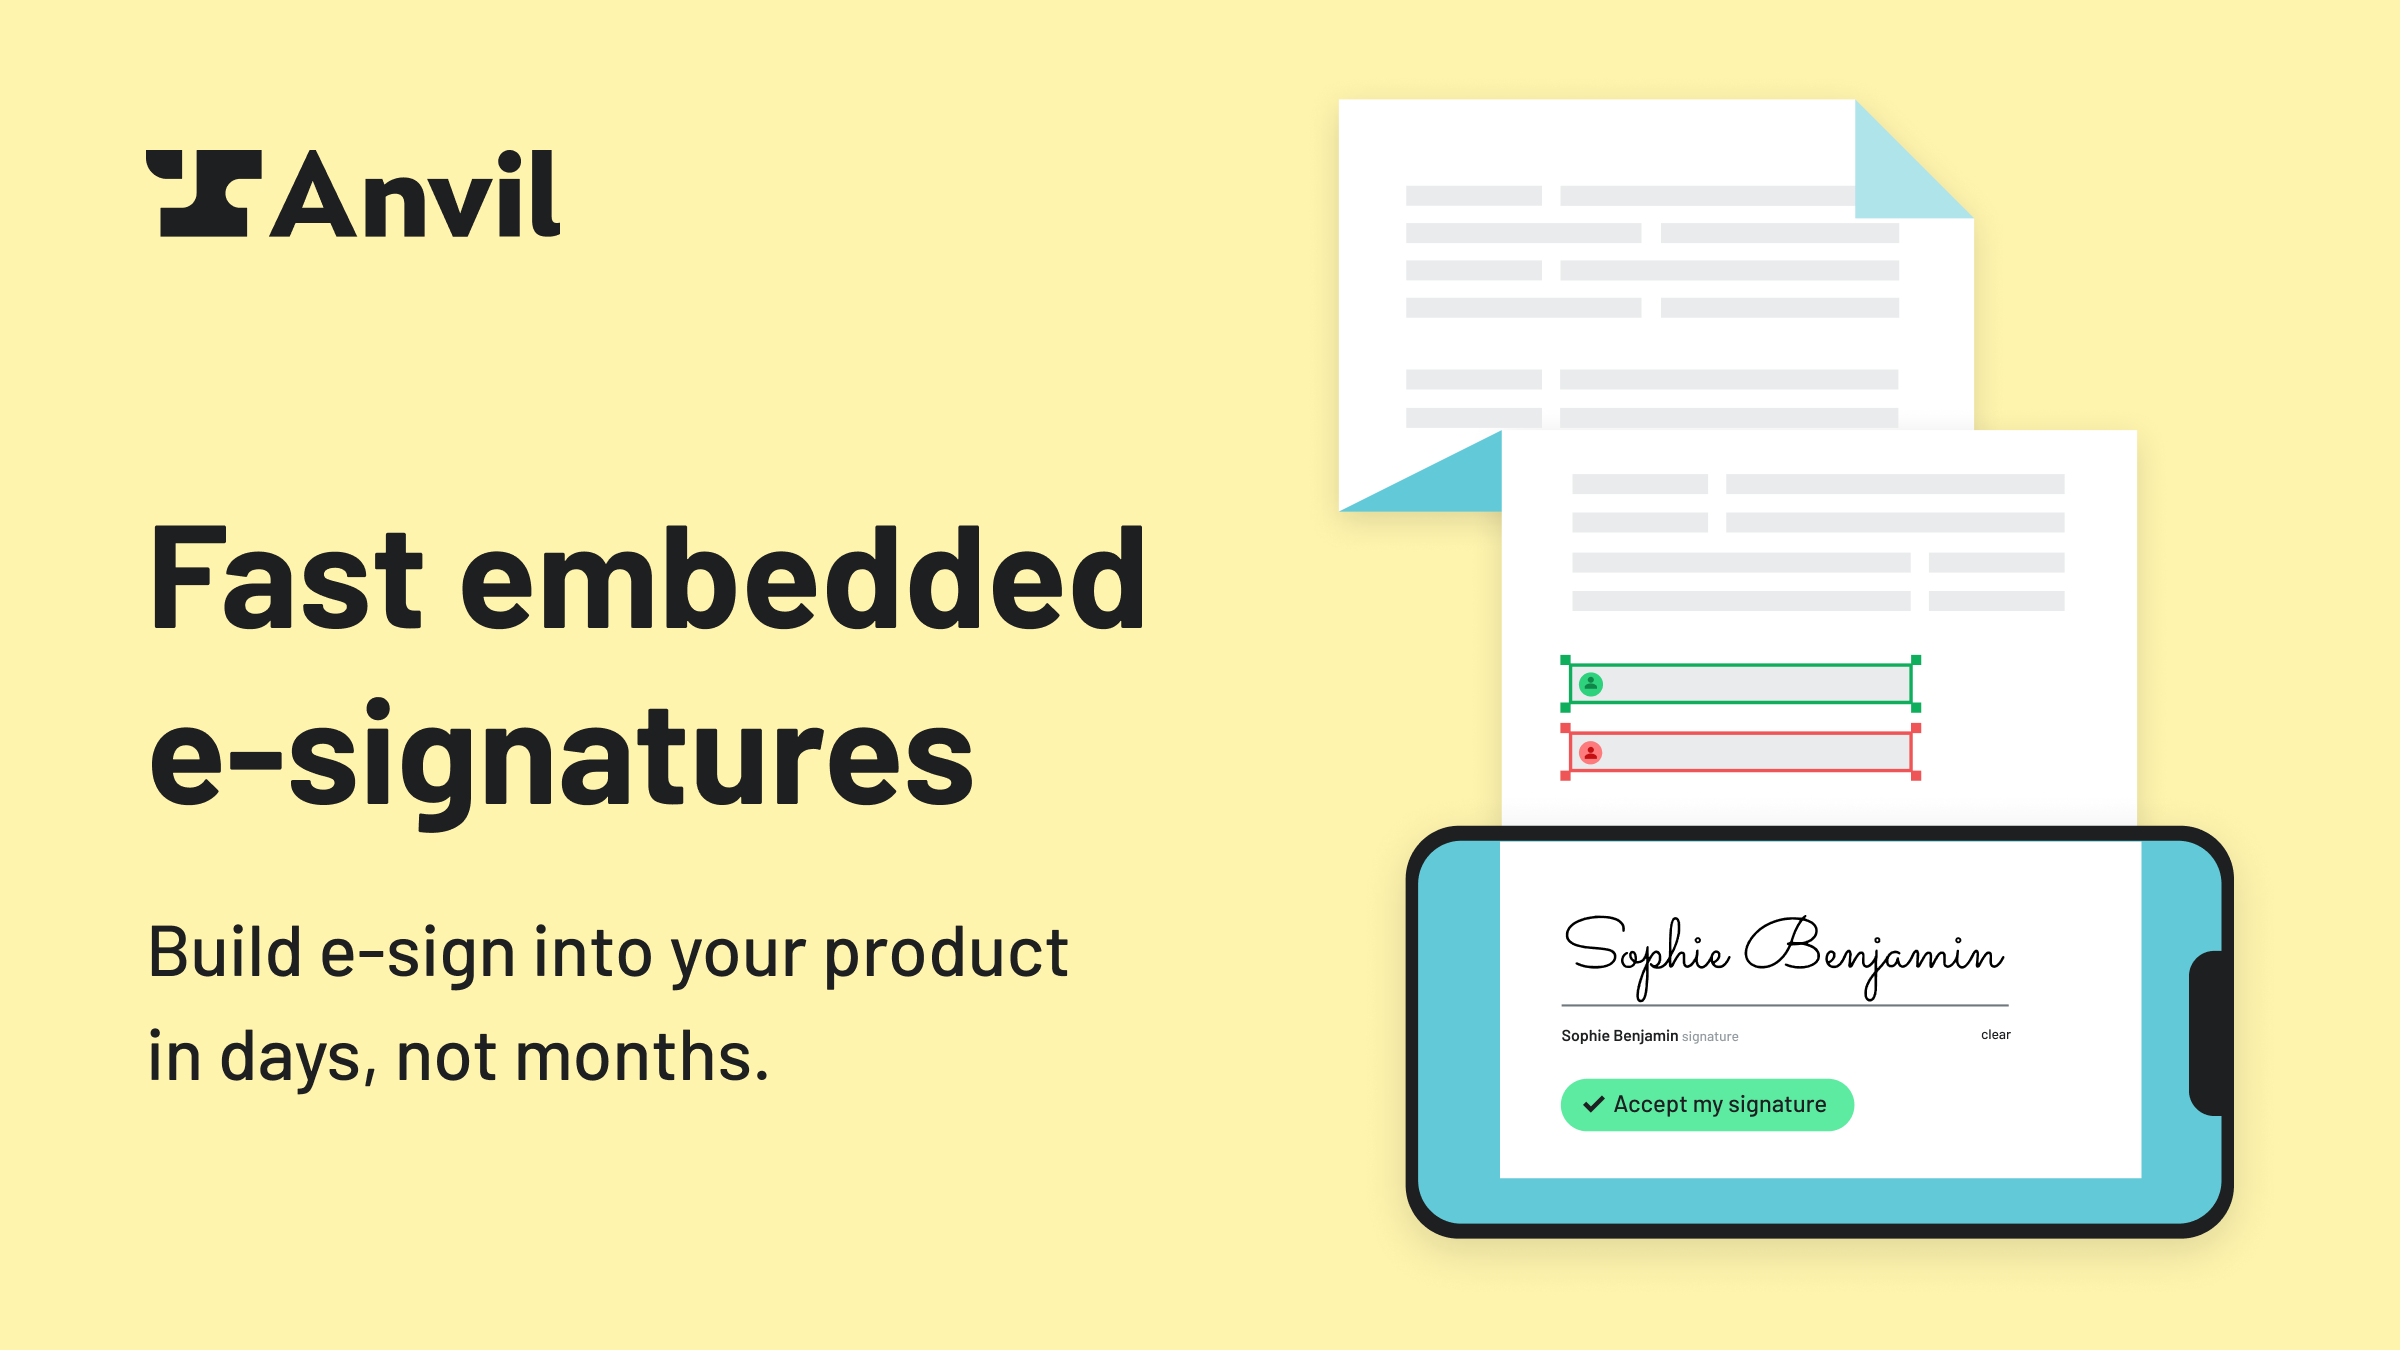 Anvil
Fast embedded
e-signatures
Build e-sign into your product
in days, not months.
Sophie Benjamin
Sophie Benjamin signature
clear
Accept my signature